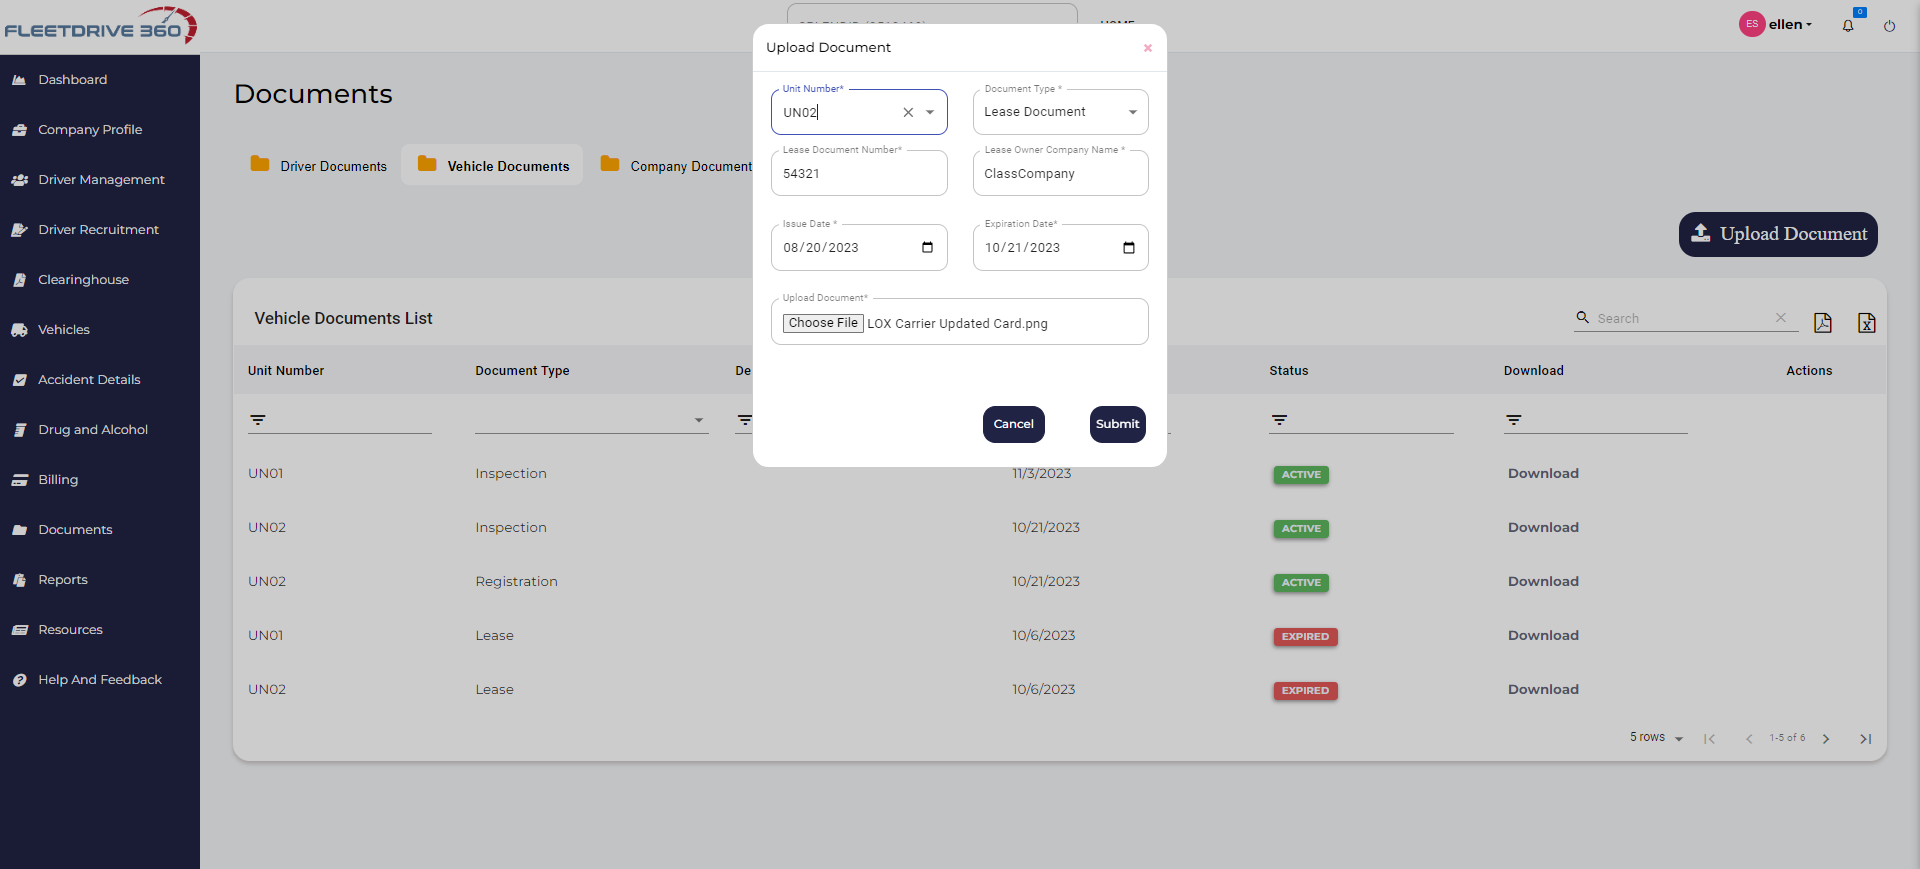 FLEETDRIVE 360
HOME
ES ellen
0
Dashboard
Company Profile
Driver Management
Driver Recruitment
Clearinghouse
Vehicles
Accident Details
Drug and Alcohol
Billing
Documents
Reports
Resources
Help And Feedback
Documents
Driver Documents
Vehicle Documents
Company Document
Upload Document
Upload Document
Unit Number*
UN02
Document Type *
Lease Document
Lease Document Number*
54321
Lease Owner Company Name *
ClassCompany
Issue Date *
08/20/2023
Expiration Date*
10/21/2023
Upload Document*
Choose File LOX Carrier Updated Card.png
Cancel
Submit
Vehicle Documents List
Search
Unit Number Document Type De Status Download Actions
UN01 Inspection 11/3/2023 ACTIVE Download
UN02 Inspection 10/21/2023 ACTIVE Download
UN02 Registration 10/21/2023 ACTIVE Download
UN01 Lease 10/6/2023 EXPIRED Download
UN02 Lease 10/6/2023 EXPIRED Download
5 rows 1-5 of 6